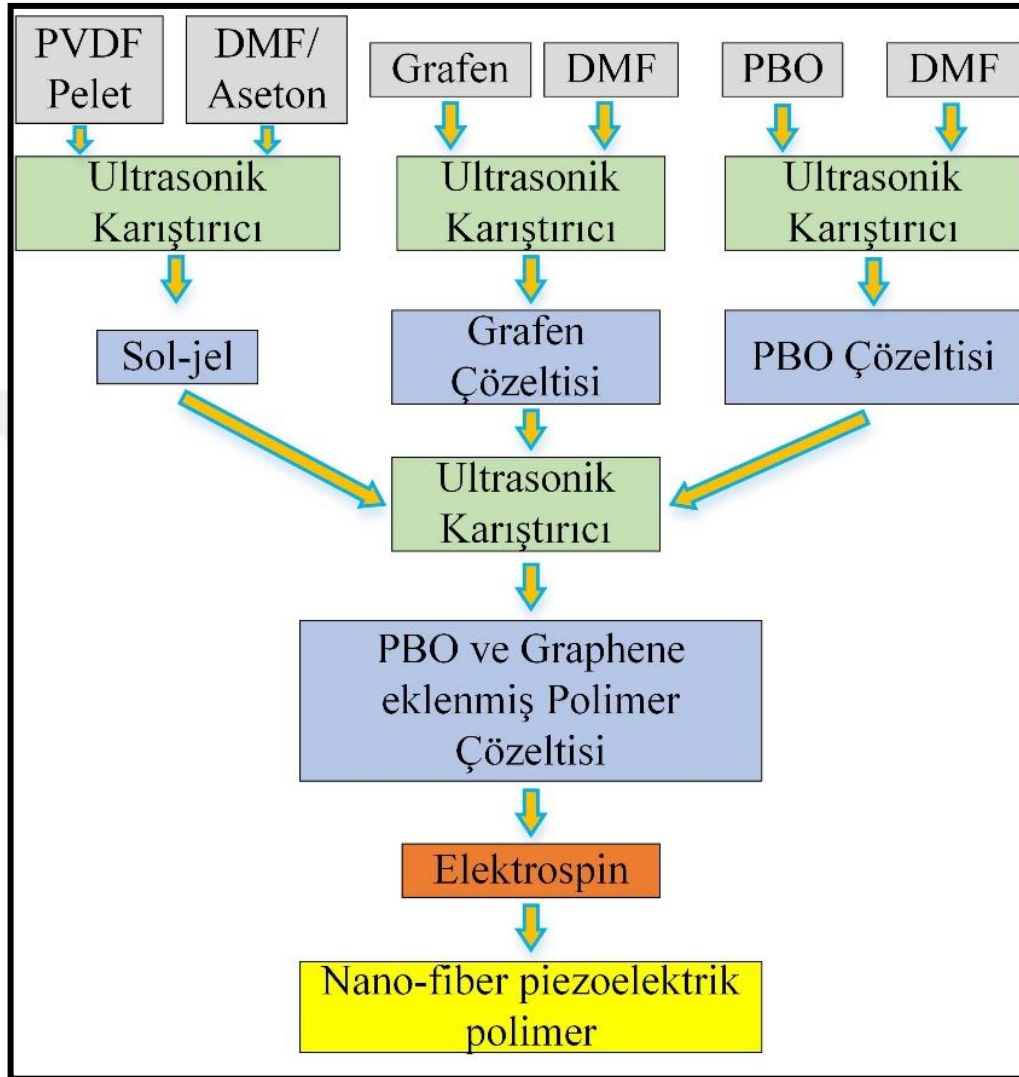 PVDF
Pelet
DMF/
Aseton
Grafen
DMF
PBO
DMF
Ultrasonik
Karıştırıcı
Ultrasonik
Karıştırıcı
Ultrasonik
Karıştırıcı
Sol-jel
Grafen
Çözeltisi
PBO Çözeltisi
Ultrasonik
Karıştırıcı
PBO ve Graphene
eklenmiş Polimer
Çözeltisi
Elektrospin
Nano-fiber piezoelektrik
polimer